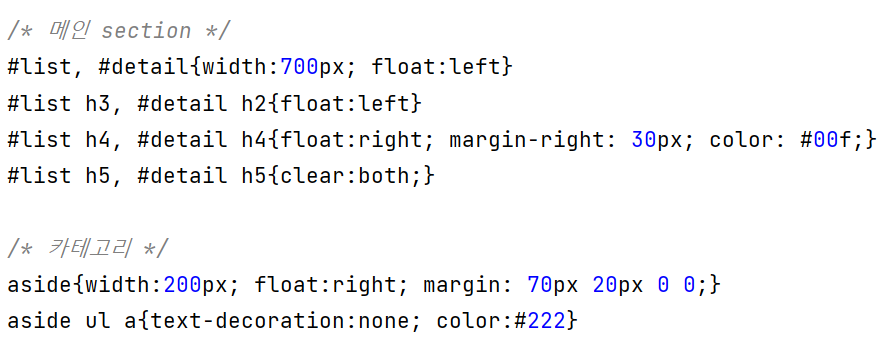 /* 메인 section */
#list, #detail{width:700px; float:left}
#list h3, #detail h2{float:left}
#list h4, #detail h4{float:right; margin-right: 30px; color: #00f;}
#list h5, #detail h5{clear:both;}
/* 카테고리 */
aside{width:200px; float:right; margin: 70px 20px 0 0;}
aside ul a{text-decoration:none; color:#222}